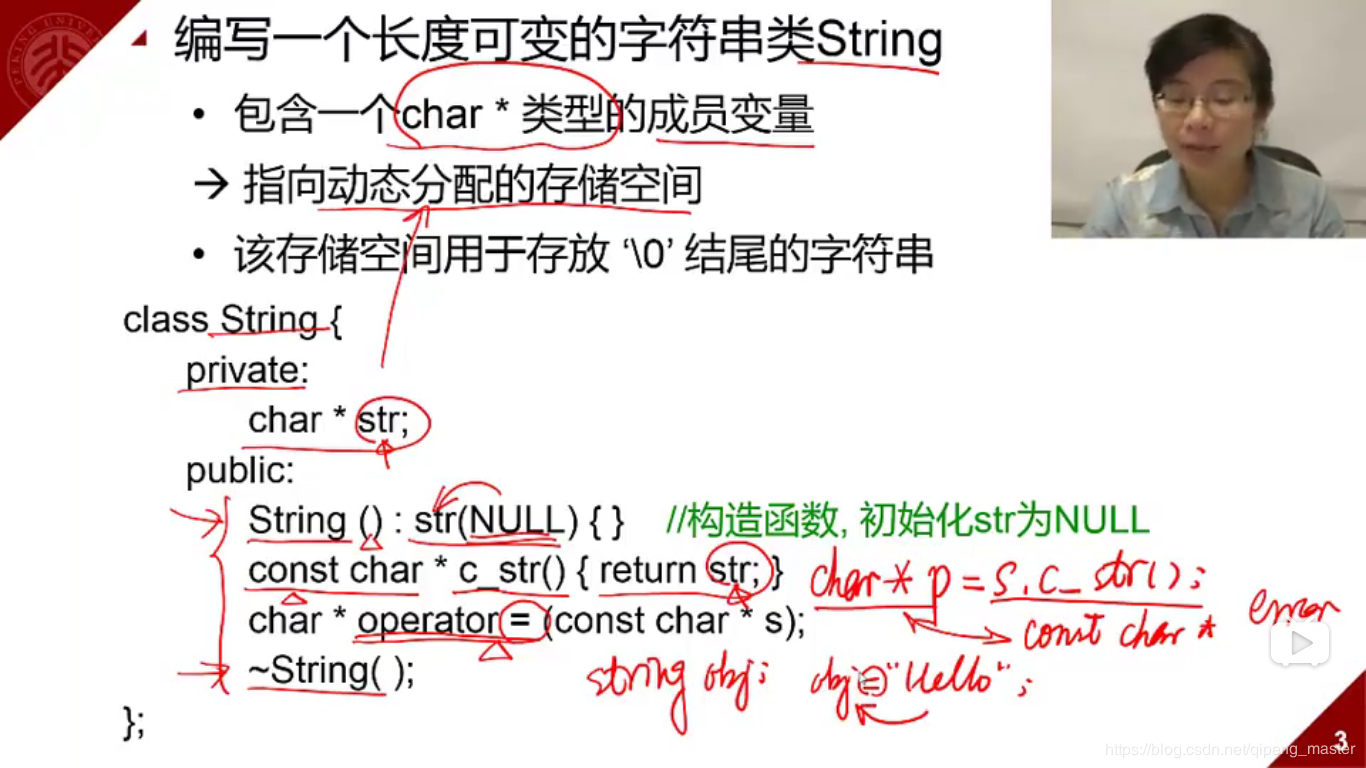 编写一个长度可变的字符串类String
• 包含一个char * 类型的成员变量
→ 指向动态分配的存储空间
• 该存储空间用于存放 ‘\0’ 结尾的字符串
class String {
private:
char * str;
public:
String () : str(NULL) { } //构造函数, 初始化str为NULL
const char * c_str() { return str; }
char* p = s.c_str();
error
char * operator = (const char * s);
const char *
~String( );
string obj; obj="Hello";
};
3
https://blog.csdn.net/qipang_master